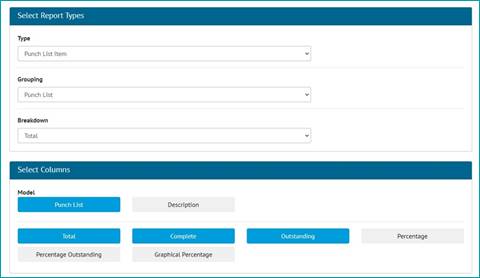 Select Report Types
Type
Punch List Item
Grouping
Punch List
Breakdown
Total
Select Columns
Model
Punch List Description
Total Complete Outstanding Percentage
Percentage Outstanding Graphical Percentage